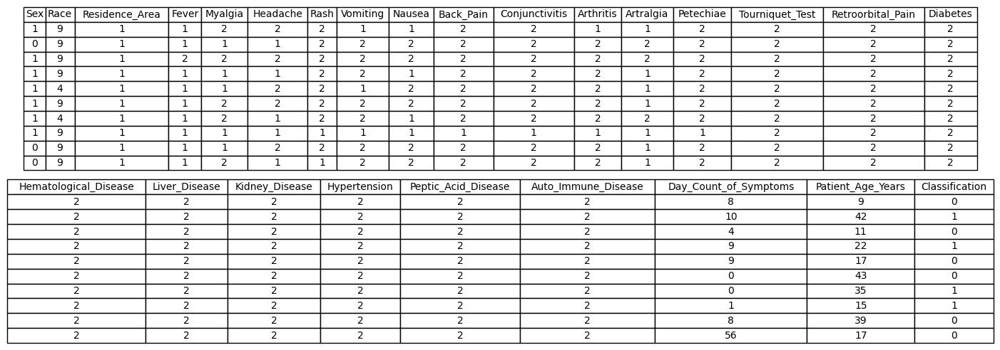 Sex Race Residence_Area Fever Myalgia Headache Rash Vomiting Nausea Back_Pain Conjunctivitis Arthritis Artralgia Petechiae Tourniquet_Test Retroorbital_Pain Diabetes
1 9 1 1 2 2 2 1 1 2 2 1 1 2 2 2 2
0 9 1 1 1 1 2 2 2 2 2 2 2 2 2 2 2
1 9 1 2 2 2 2 2 2 2 2 2 2 2 2 2 2
1 9 1 1 1 1 2 2 1 2 2 2 1 2 2 2 2
1 4 1 1 1 2 2 1 2 2 2 2 1 2 2 2 2
1 9 1 1 2 2 2 2 2 2 2 2 1 2 2 2 2
1 4 1 1 2 1 2 2 1 2 2 2 2 2 2 2 2
1 9 1 1 1 1 1 1 1 1 1 1 1 1 2 2 2
0 9 1 1 1 2 2 2 2 2 2 2 1 2 2 2 2
0 9 1 1 2 1 1 2 2 2 2 2 1 2 2 2 2
Hematological_Disease Liver_Disease Kidney_Disease Hypertension Peptic_Acid_Disease Auto_Immune_Disease Day_Count_of_Symptoms Patient_Age_Years Classification
2 2 2 2 2 2 8 9 0
2 2 2 2 2 2 10 42 1
2 2 2 2 2 2 4 11 0
2 2 2 2 2 2 9 22 1
2 2 2 2 2 2 9 17 0
2 2 2 2 2 2 0 43 0
2 2 2 2 2 2 0 35 1
2 2 2 2 2 2 1 15 1
2 2 2 2 2 2 8 39 0
2 2 2 2 2 2 56 17 0